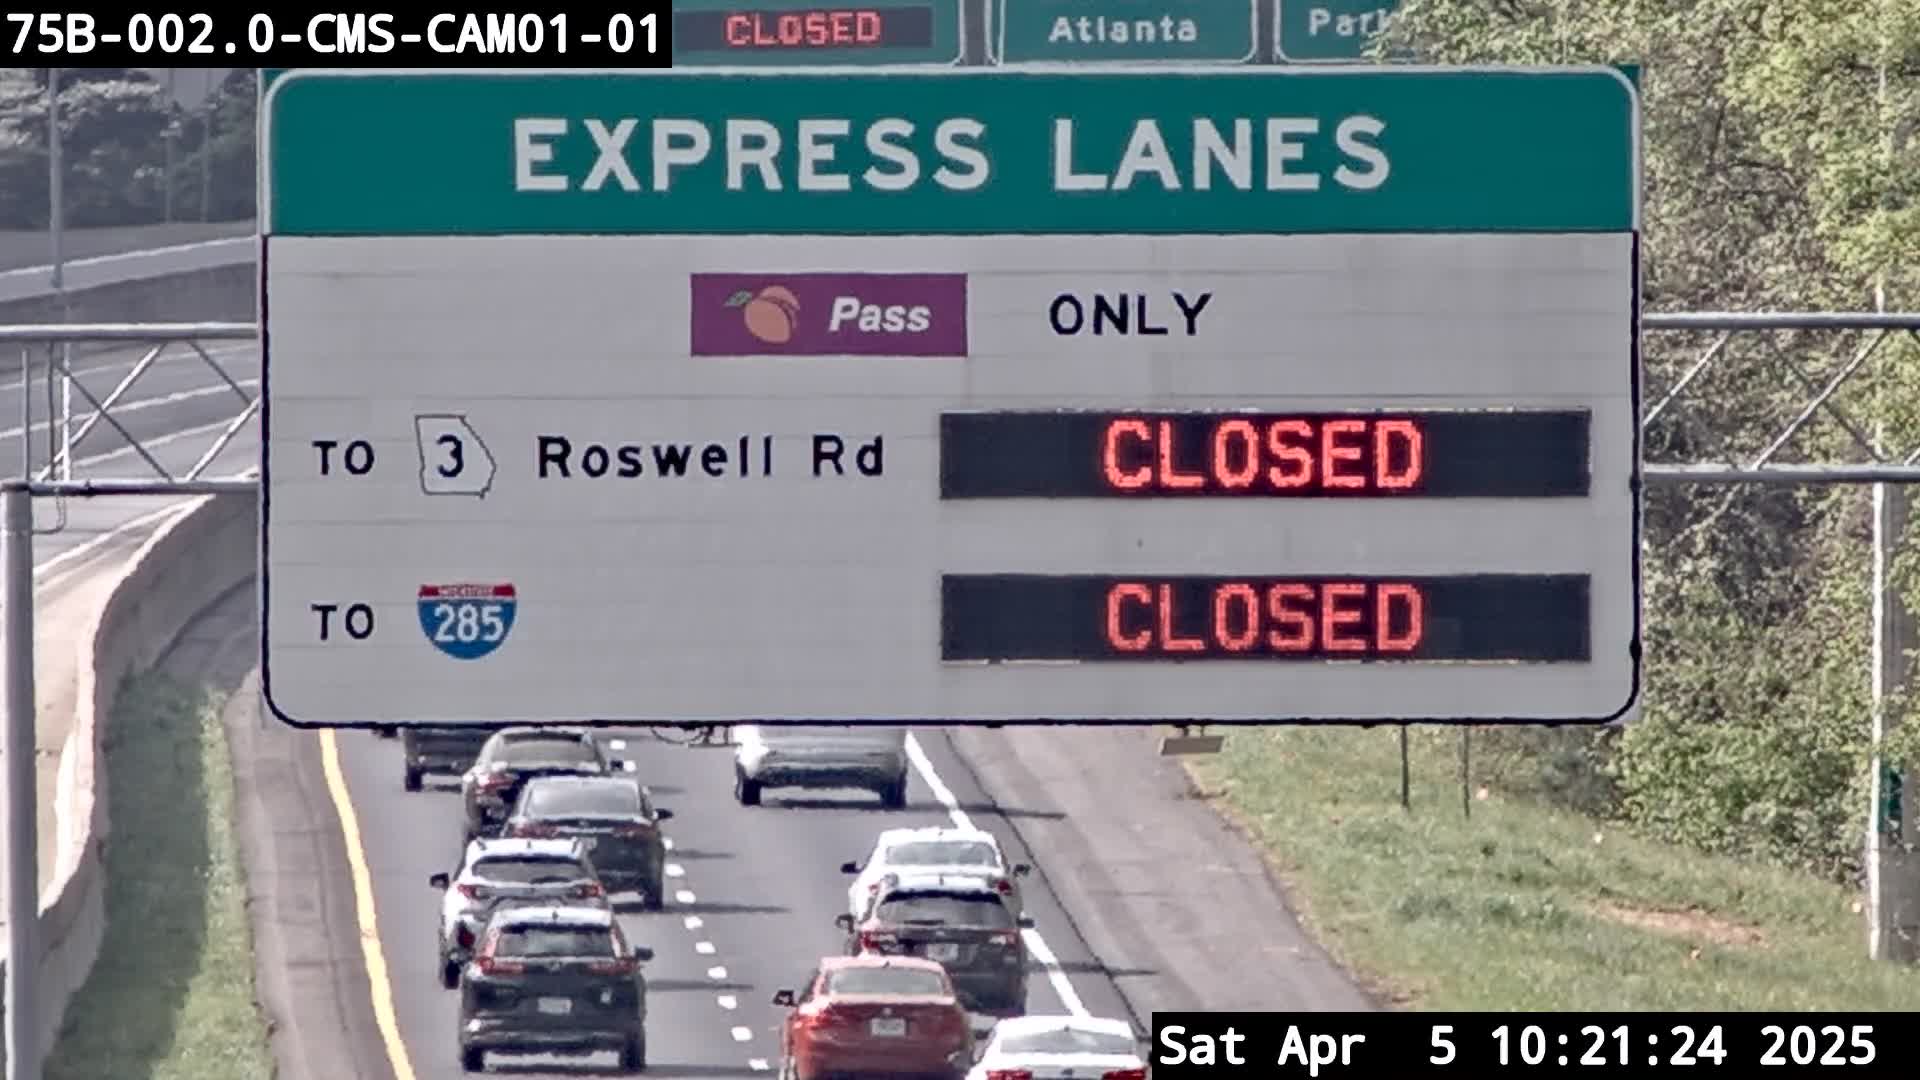 75B-002.0-CMS-CAM01-01
CLOSED
Atlanta
EXPRESS LANES
Pass ONLY
TO 3 Roswell Rd CLOSED
TO 285 CLOSED
Sat Apr 5 10:21:24 2025